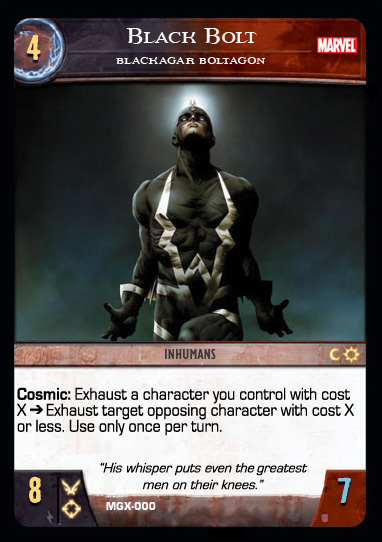 4
BLACK BOLT
MARVEL
BLACKAGAR BOLTAGON
INHUMANS
Cosmic: Exhaust a character you control with cost
X ➔ Exhaust target opposing character with cost X
or less. Use only once per turn.
"His whisper puts even the greatest
men on their knees."
8
7
MGX-000